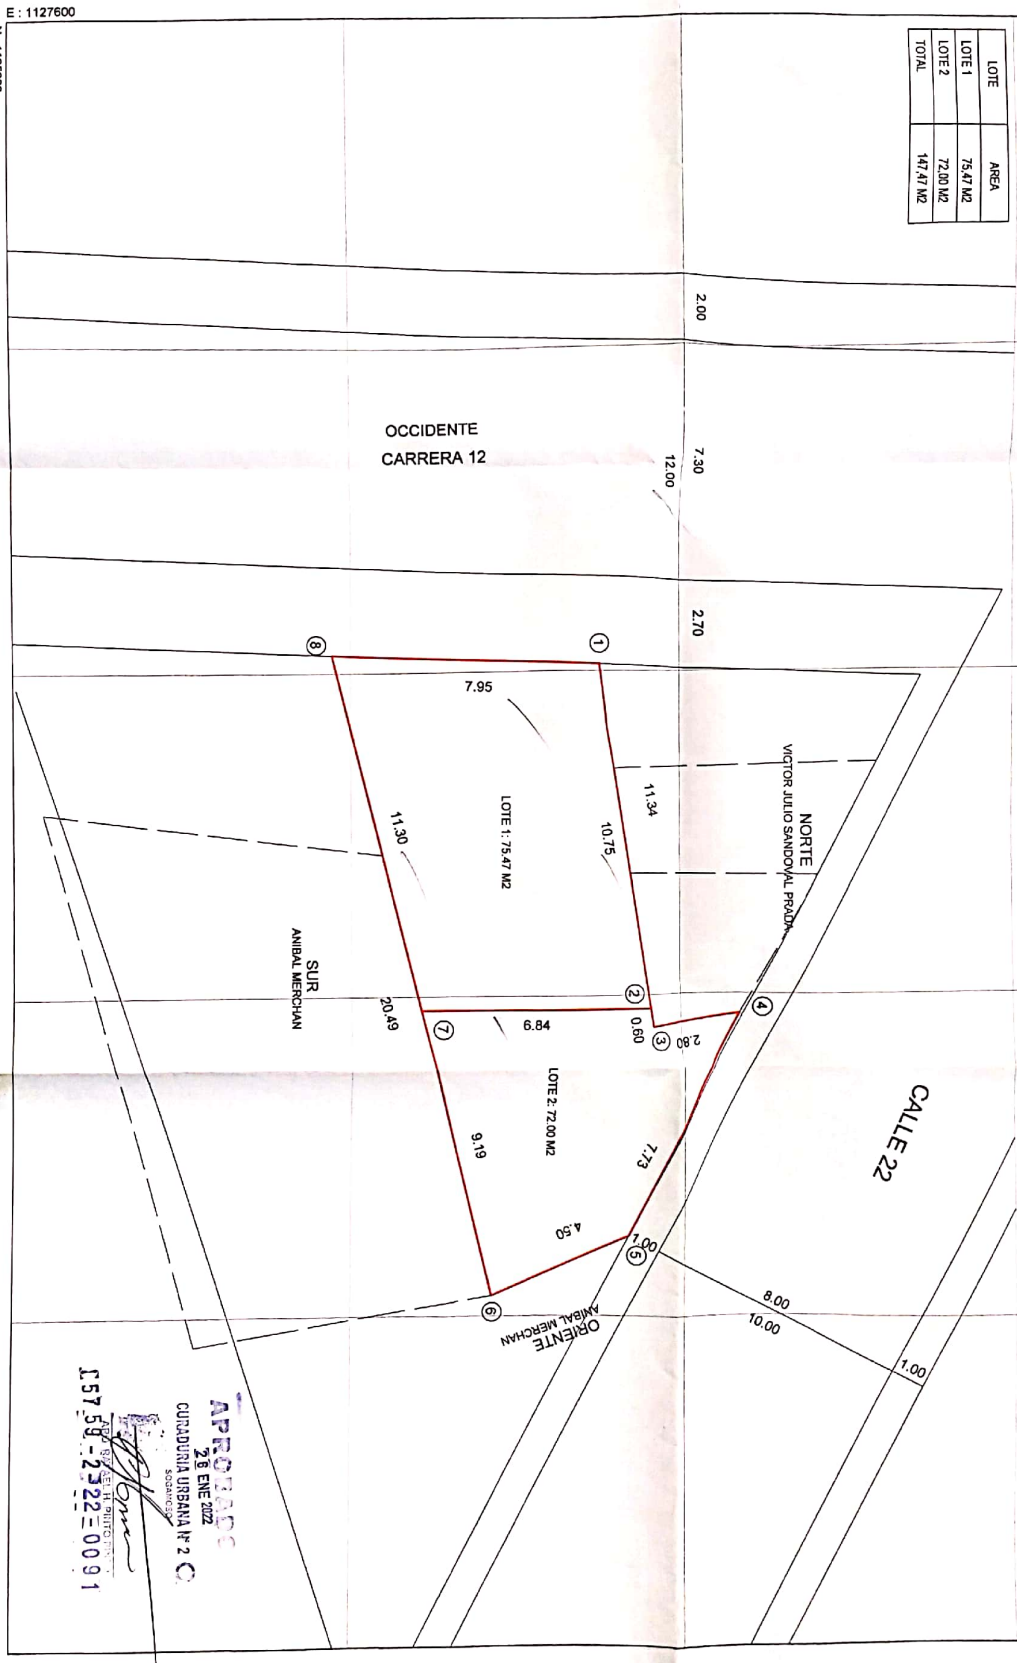 E : 1127600
LOTE AREA
LOTE 1 75,47 M2
LOTE 2 72,00 M2
TOTAL 147,47 M2
2.00
7.30
12.00
2.70
OCCIDENTE
CARRERA 12
8
1
7.95
11.34
10.75
NORTE
VICTOR JULIO SANDOVAL PRADA
LOTE 1: 75.47 M2
11.30
SUR
ANIBAL MERCHAN
20.49
2
0.60
3
2.80
4
7
6.84
LOTE 2: 72.00 M2
9.19
7.73
4.50
5
1.00
6
ORIENTE
ANIBAL MERCHAN
CALLE 22
8.00
10.00
1.00
APROBADO
26 ENE 2022
CURADURIA URBANA Nº 2
SOGAMOSO
RAFAEL H. PINTO